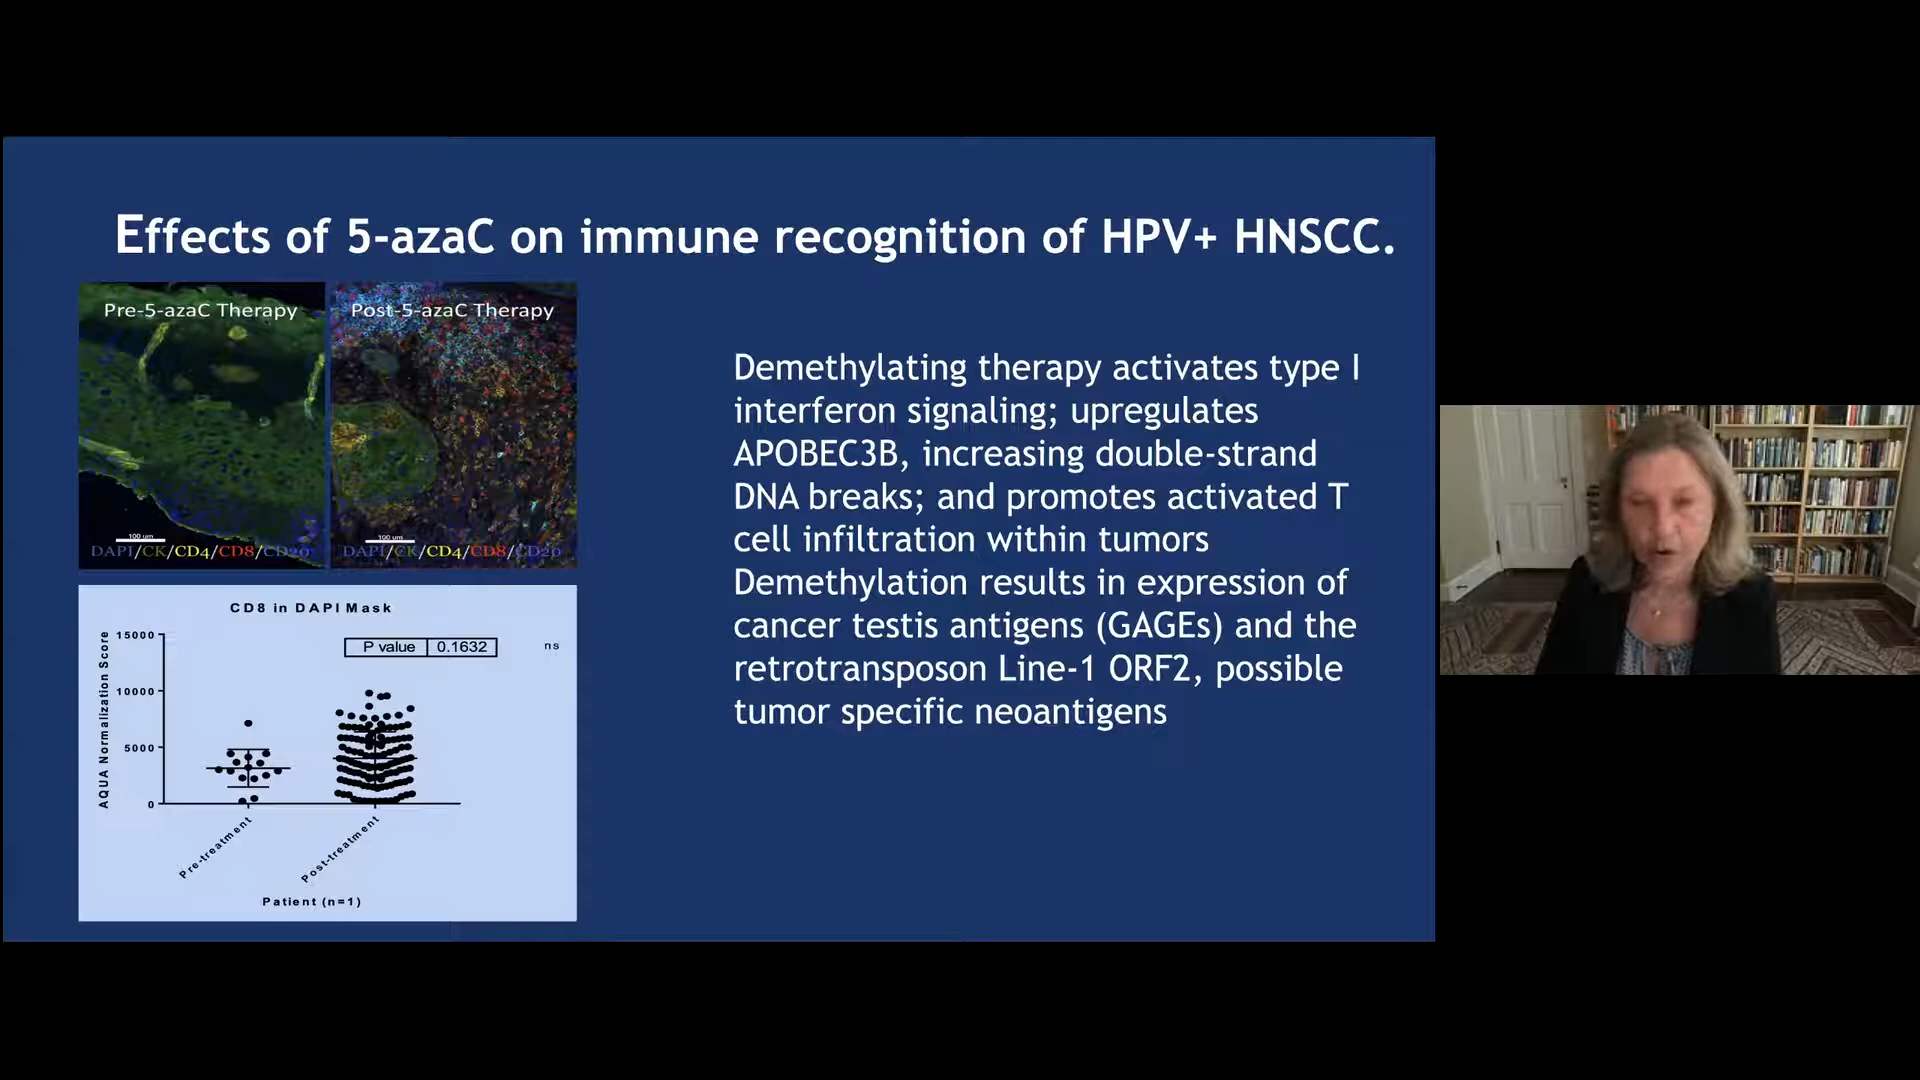 Effects of 5-azaC on immune recognition of HPV+ HNSCC.
Pre-5-azaC Therapy
100 um
DAPI/CK/CD4/CD8/CD20
Post-5-azaC Therapy
100 um
DAPI/CK/CD4/CD8/CD20
Demethylating therapy activates type I
interferon signaling; upregulates
APOBEC3B, increasing double-strand
DNA breaks; and promotes activated T
cell infiltration within tumors
Demethylation results in expression of
cancer testis antigens (GAGEs) and the
retrotransposon Line-1 ORF2, possible
tumor specific neoantigens
CD8 in DAPI Mask
P value 0.1632
ns
AQUA Normalization Score
15000
10000
5000
0
Pre-treatment
Post-treatment
Patient (n=1)